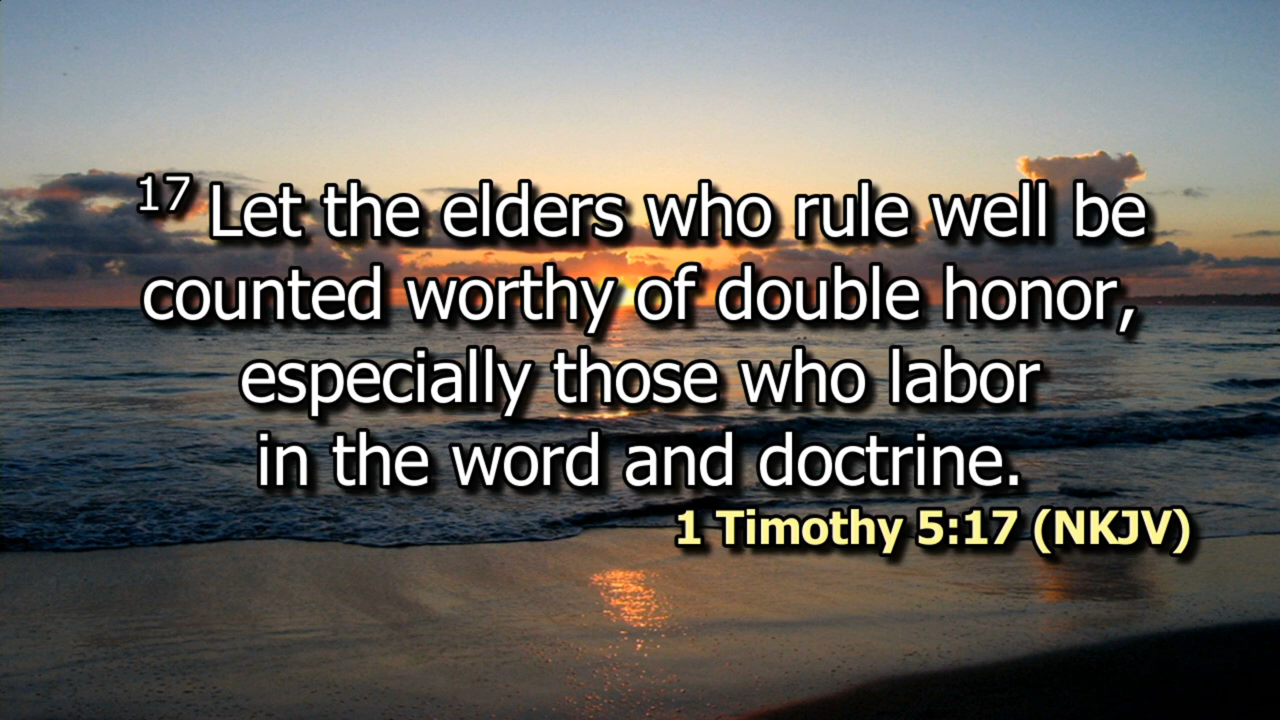 17 Let the elders who rule well be
counted worthy of double honor,
especially those who labor
in the word and doctrine.
1 Timothy 5:17 (NKJV)